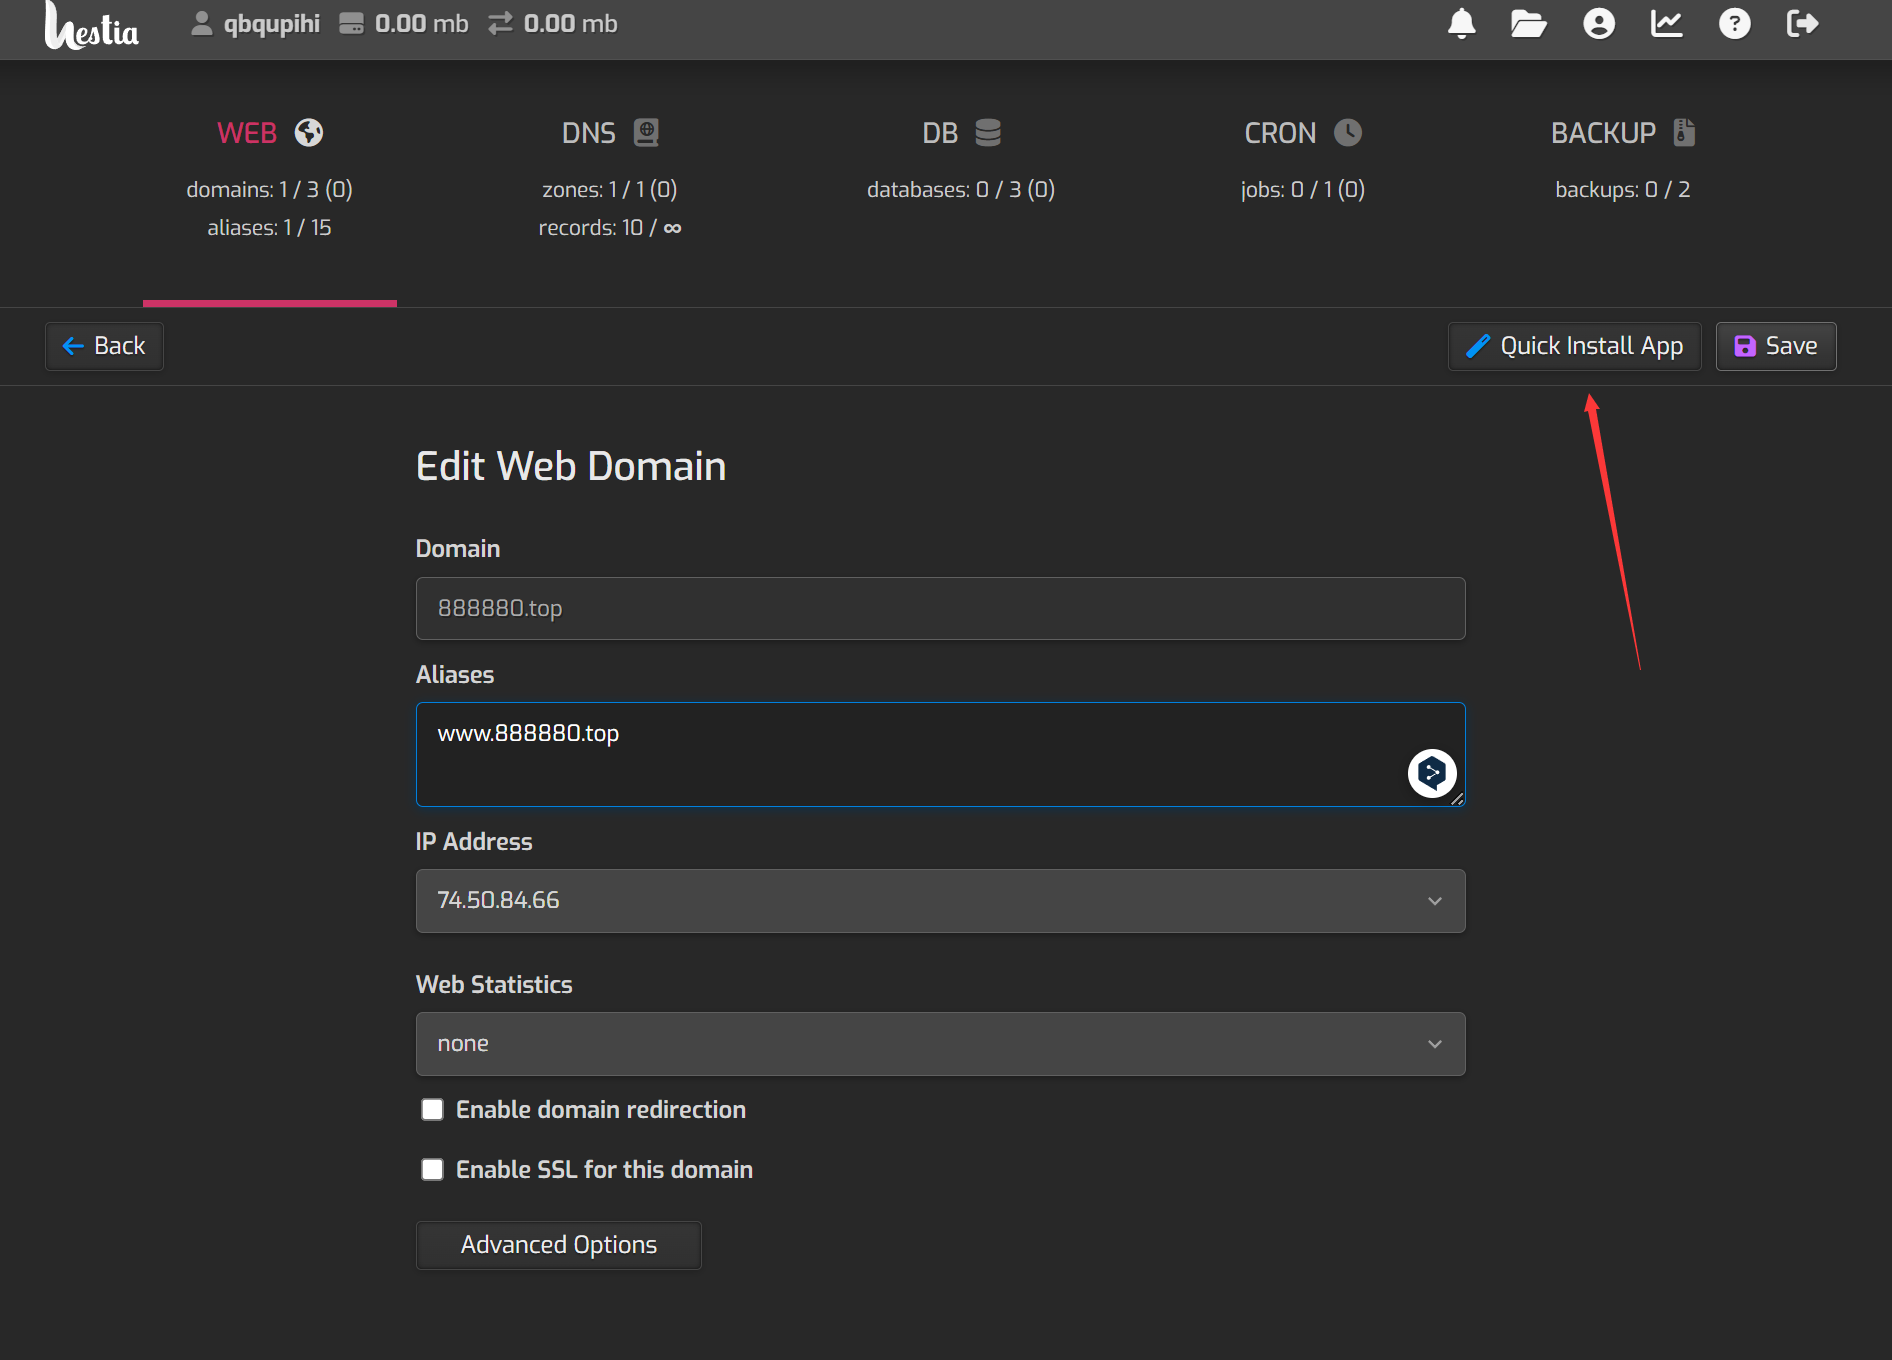 Hestia
qbqupihi 0.00 mb 0.00 mb
WEB
domains: 1 / 3 (0)
aliases: 1 / 15
DNS
zones: 1 / 1 (0)
records: 10 / ∞
DB
databases: 0 / 3 (0)
CRON
jobs: 0 / 1 (0)
BACKUP
backups: 0 / 2
Back
Quick Install App
Save
Edit Web Domain
Domain
888880.top
Aliases
www.888880.top
IP Address
74.50.84.66
Web Statistics
none
Enable domain redirection
Enable SSL for this domain
Advanced Options